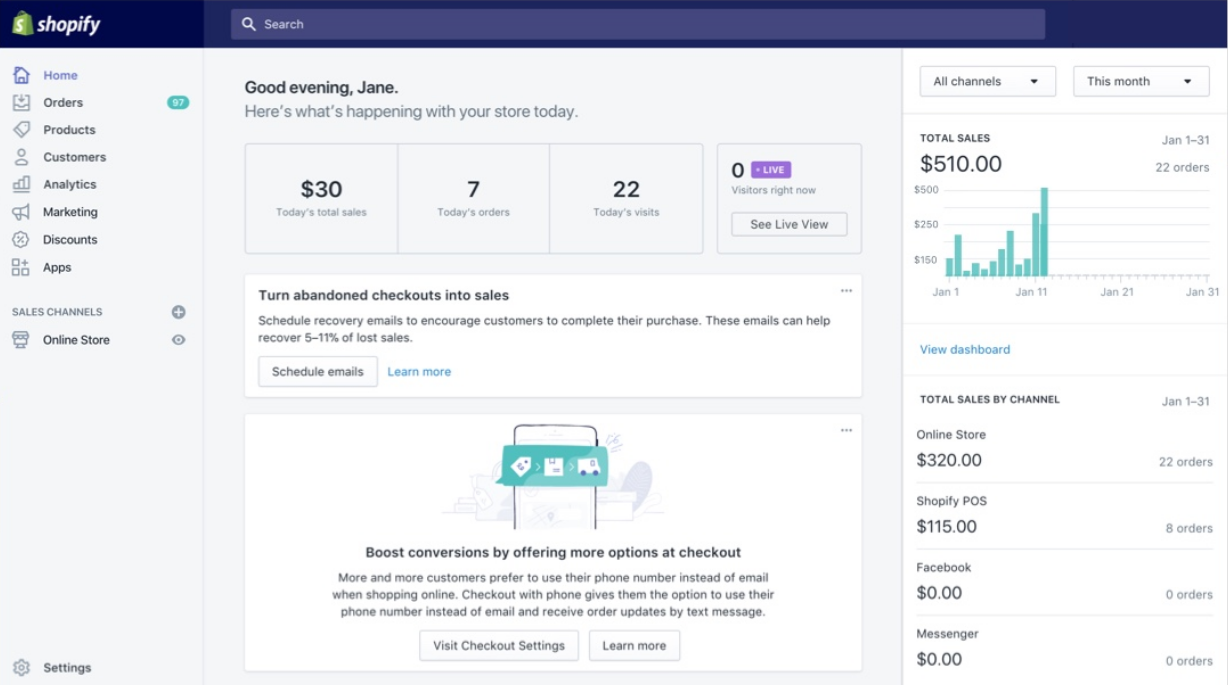 shopify
Search
Home
Orders 97
Products
Customers
Analytics
Marketing
Discounts
Apps
SALES CHANNELS
Online Store
Settings
Good evening, Jane.
Here's what's happening with your store today.
$30
Today's total sales
7
Today's orders
22
Today's visits
0 • LIVE
Visitors right now
See Live View
Turn abandoned checkouts into sales
Schedule recovery emails to encourage customers to complete their purchase. These emails can help
recover 5–11% of lost sales.
Schedule emails Learn more
Boost conversions by offering more options at checkout
More and more customers prefer to use their phone number instead of email
when shopping online. Checkout with phone gives them the option to use their
phone number instead of email and receive order updates by text message.
Visit Checkout Settings Learn more
All channels This month
TOTAL SALES Jan 1–31
$510.00 22 orders
$500
$250
$150
Jan 1 Jan 11 Jan 21 Jan 31
View dashboard
TOTAL SALES BY CHANNEL Jan 1–31
Online Store
$320.00 22 orders
Shopify POS
$115.00 8 orders
Facebook
$0.00 0 orders
Messenger
$0.00 0 orders